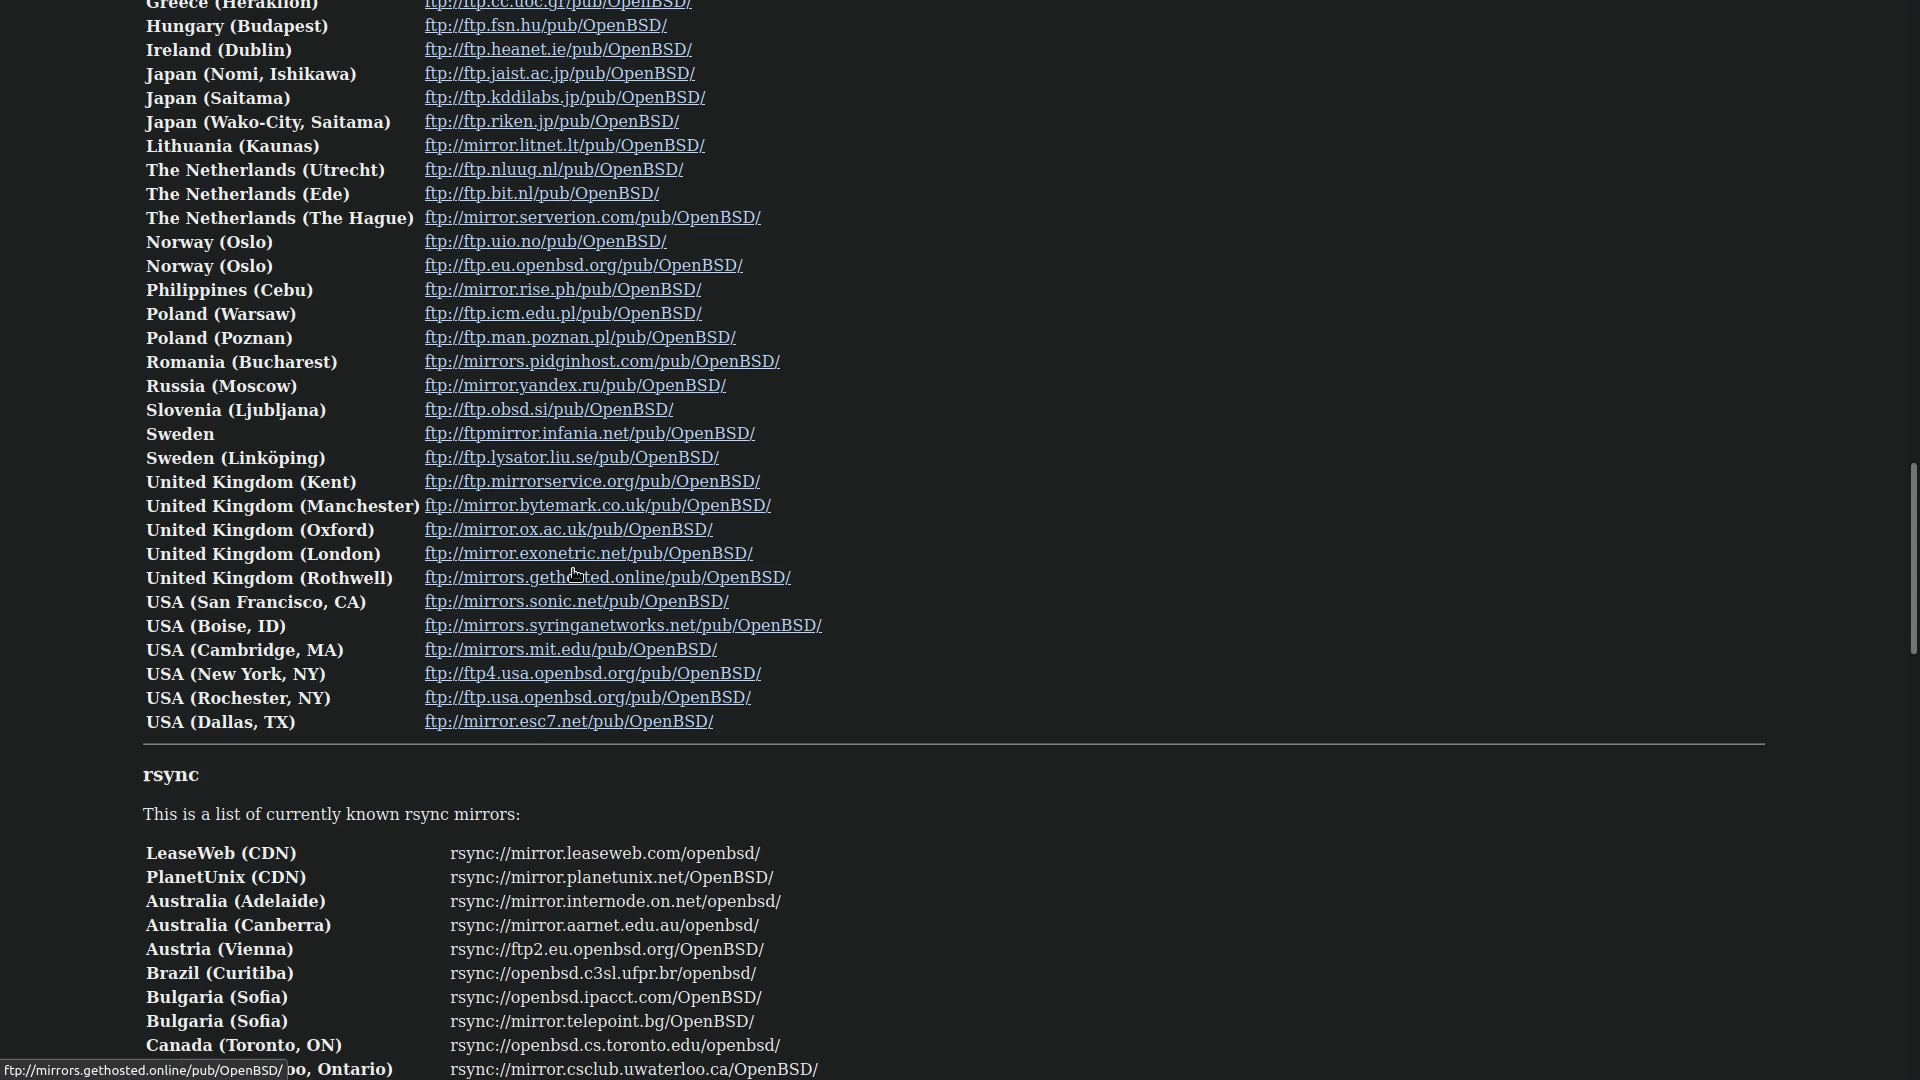 Greece (Heraklion) ftp://ftp.cc.uoc.gr/pub/OpenBSD/
Hungary (Budapest) ftp://ftp.fsn.hu/pub/OpenBSD/
Ireland (Dublin) ftp://ftp.heanet.ie/pub/OpenBSD/
Japan (Nomi, Ishikawa) ftp://ftp.jaist.ac.jp/pub/OpenBSD/
Japan (Saitama) ftp://ftp.kddilabs.jp/pub/OpenBSD/
Japan (Wako-City, Saitama) ftp://ftp.riken.jp/pub/OpenBSD/
Lithuania (Kaunas) ftp://mirror.litnet.lt/pub/OpenBSD/
The Netherlands (Utrecht) ftp://ftp.nluug.nl/pub/OpenBSD/
The Netherlands (Ede) ftp://ftp.bit.nl/pub/OpenBSD/
The Netherlands (The Hague) ftp://mirror.serverion.com/pub/OpenBSD/
Norway (Oslo) ftp://ftp.uio.no/pub/OpenBSD/
Norway (Oslo) ftp://ftp.eu.openbsd.org/pub/OpenBSD/
Philippines (Cebu) ftp://mirror.rise.ph/pub/OpenBSD/
Poland (Warsaw) ftp://ftp.icm.edu.pl/pub/OpenBSD/
Poland (Poznan) ftp://ftp.man.poznan.pl/pub/OpenBSD/
Romania (Bucharest) ftp://mirrors.pidginhost.com/pub/OpenBSD/
Russia (Moscow) ftp://mirror.yandex.ru/pub/OpenBSD/
Slovenia (Ljubljana) ftp://ftp.obsd.si/pub/OpenBSD/
Sweden ftp://ftpmirror.infania.net/pub/OpenBSD/
Sweden (Linköping) ftp://ftp.lysator.liu.se/pub/OpenBSD/
United Kingdom (Kent) ftp://ftp.mirrorservice.org/pub/OpenBSD/
United Kingdom (Manchester) ftp://mirror.bytemark.co.uk/pub/OpenBSD/
United Kingdom (Oxford) ftp://mirror.ox.ac.uk/pub/OpenBSD/
United Kingdom (London) ftp://mirror.exonetric.net/pub/OpenBSD/
United Kingdom (Rothwell) ftp://mirrors.gethosted.online/pub/OpenBSD/
USA (San Francisco, CA) ftp://mirrors.sonic.net/pub/OpenBSD/
USA (Boise, ID) ftp://mirrors.syringanetworks.net/pub/OpenBSD/
USA (Cambridge, MA) ftp://mirrors.mit.edu/pub/OpenBSD/
USA (New York, NY) ftp://ftp4.usa.openbsd.org/pub/OpenBSD/
USA (Rochester, NY) ftp://ftp.usa.openbsd.org/pub/OpenBSD/
USA (Dallas, TX) ftp://mirror.esc7.net/pub/OpenBSD/
rsync
This is a list of currently known rsync mirrors:
LeaseWeb (CDN) rsync://mirror.leaseweb.com/openbsd/
PlanetUnix (CDN) rsync://mirror.planetunix.net/OpenBSD/
Australia (Adelaide) rsync://mirror.internode.on.net/openbsd/
Australia (Canberra) rsync://mirror.aarnet.edu.au/openbsd/
Austria (Vienna) rsync://ftp2.eu.openbsd.org/OpenBSD/
Brazil (Curitiba) rsync://openbsd.c3sl.ufpr.br/openbsd/
Bulgaria (Sofia) rsync://openbsd.ipacct.com/OpenBSD/
Bulgaria (Sofia) rsync://mirror.telepoint.bg/OpenBSD/
Canada (Toronto, ON) rsync://openbsd.cs.toronto.edu/openbsd/
oo, Ontario) rsync://mirror.csclub.uwaterloo.ca/OpenBSD/
ftp://mirrors.gethosted.online/pub/OpenBSD/